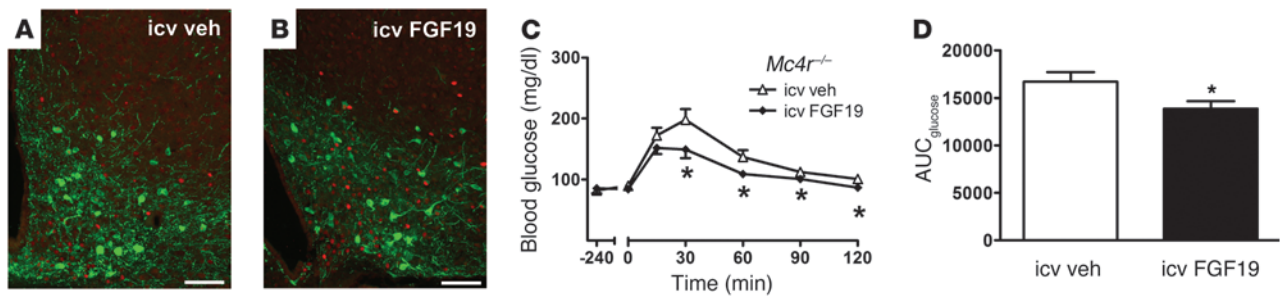 A
icv veh
B
icv FGF19
C
Blood glucose (mg/dl)
300
200
100
Mc4r–/–
icv veh
icv FGF19
*
*
*
*
-240 0 30 60 90 120
Time (min)
D
AUCglucose
20000
15000
10000
5000
0
*
icv veh icv FGF19